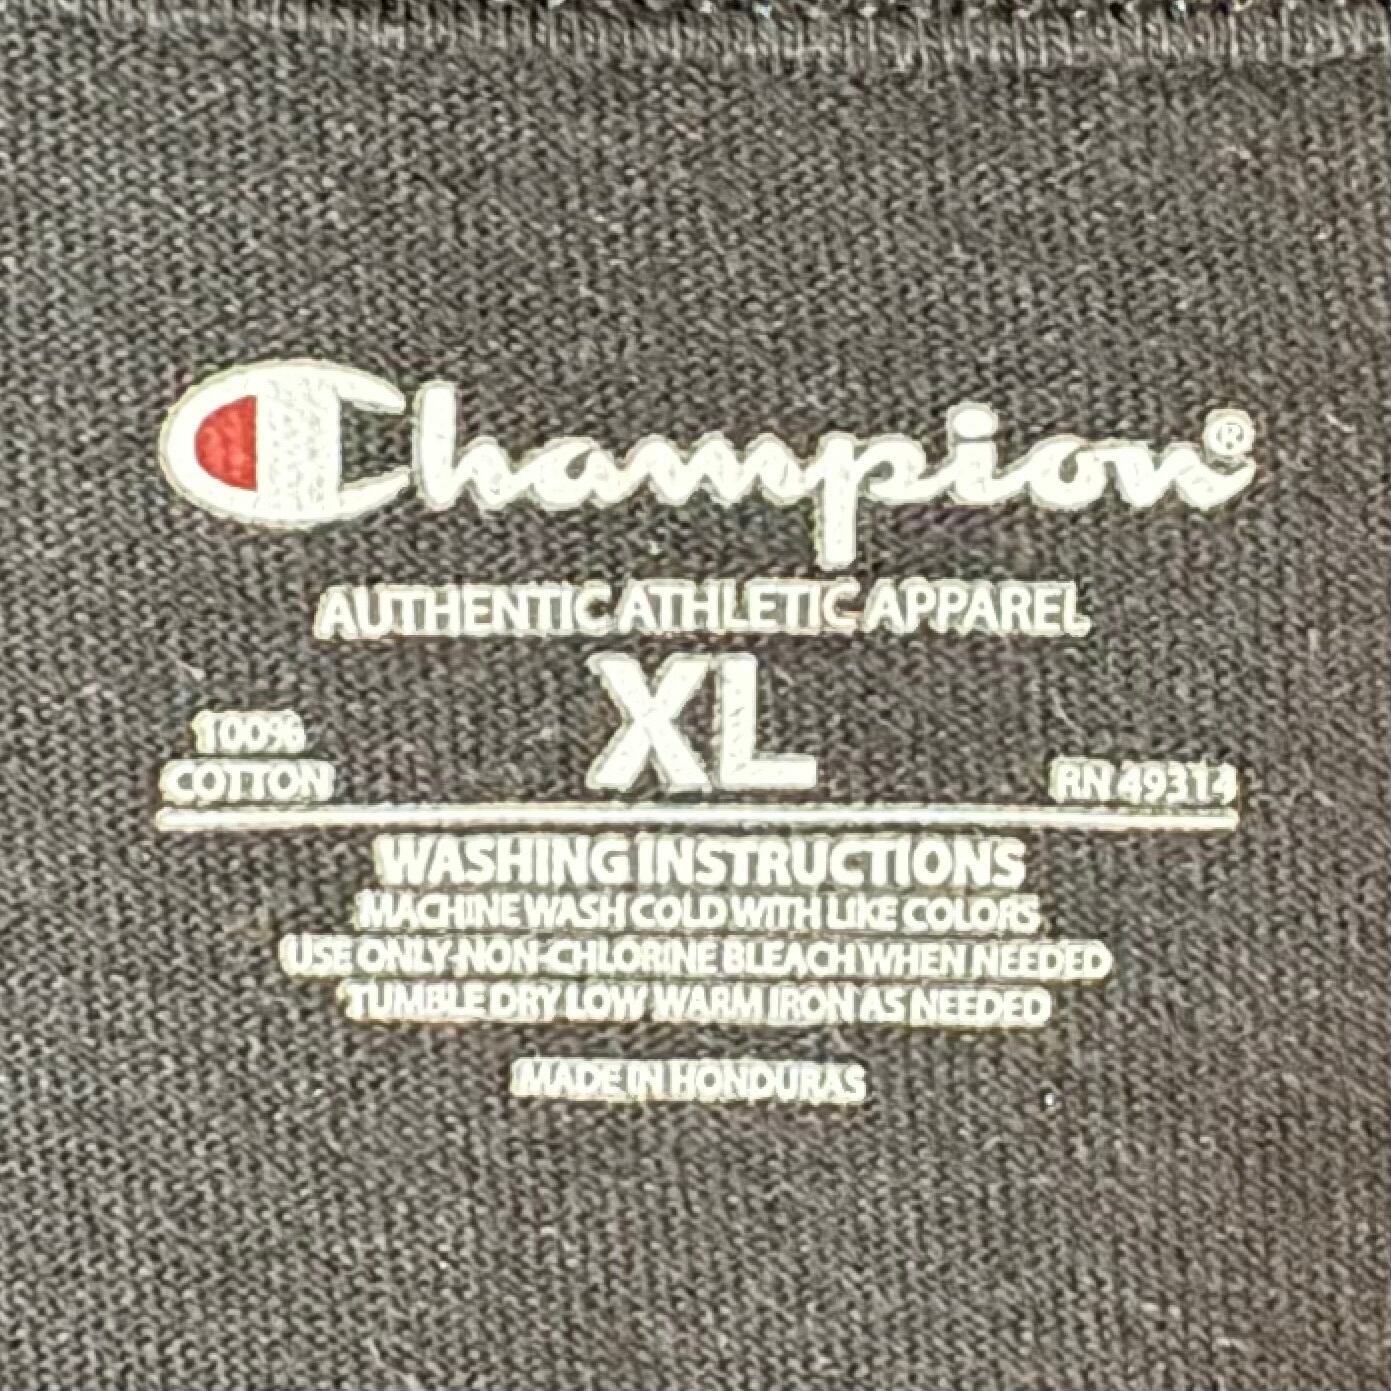 Champion®
AUTHENTIC ATHLETIC APPAREL
XL
100%
COTTON
RN 49314
WASHING INSTRUCTIONS
MACHINE WASH COLD WITH LIKE COLORS
USE ONLY-NON-CHLORINE BLEACH WHEN NEEDED
TUMBLE DRY LOW WARM IRON AS NEEDED
MADE IN HONDURAS